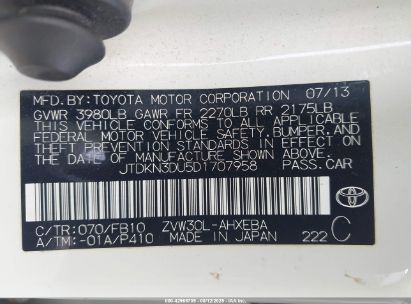 MFD.BY:TOYOTA MOTOR CORPORATION 07/13
GVWR 3980LB GAWR FR 2270LB RR 2175LB
THIS VEHICLE CONFORMS TO ALL APPLICABLE
FEDERAL MOTOR VEHICLE SAFETY,BUMPER,AND
THEFT PREVENTION STANDARDS IN EFFECT ON
THE DATE OF MANUFACTURE SHOWN ABOVE.
JTDKN3DU5D1707958 PASS.CAR
C/TR:070/FB10 ZVW30L-AHXEBA
A/TM:-01A/P410 MADE IN JAPAN 222 C
TOYOTA